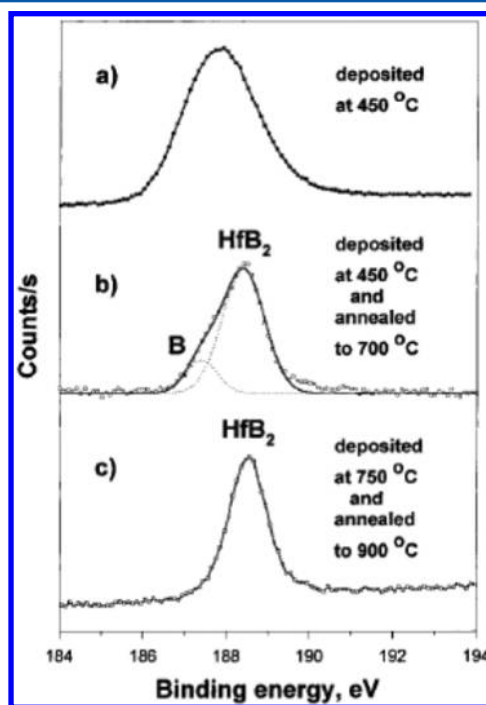 a)
deposited
at 450 °C
HfB₂
b)
deposited
at 450 °C
and
annealed
to 700 °C
B
HfB₂
c)
deposited
at 750 °C
and
annealed
to 900 °C
Counts/s
184 186 188 190 192 194
Binding energy, eV